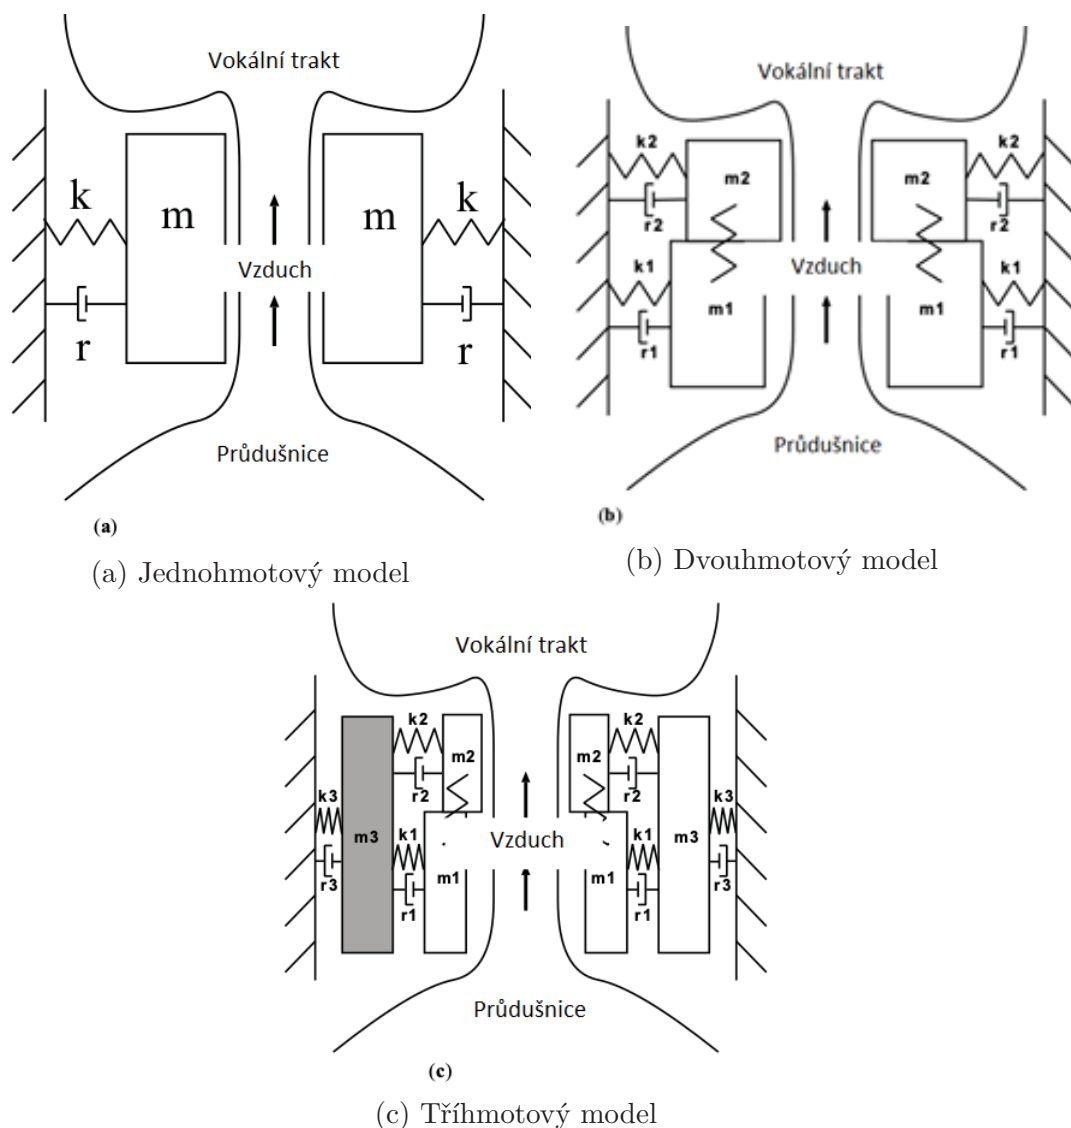 Vokální trakt
k
m
m
k
Vzduch
r
r
Průdušnice
(a)
(a) Jednohmotový model
Vokální trakt
k2
k2
m2
m2
r2
r2
k1
k1
Vzduch
m1
m1
r1
r1
Průdušnice
(b)
(b) Dvouhmotový model
Vokální trakt
k2
k2
m2
m2
k3
r2
r2
k3
m3
k1
Vzduch
k1
m3
r3
m1
m1
r3
r1
r1
Průdušnice
(c)
(c) Tříhmotový model